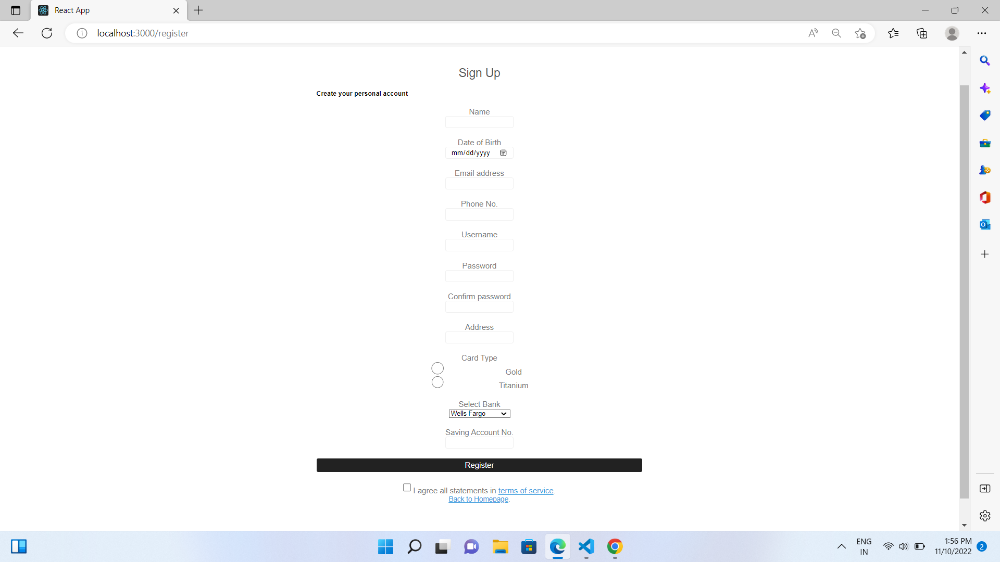 React App
localhost:3000/register
Sign Up
Create your personal account
Name
Date of Birth
mm/dd/yyyy
Email address
Phone No.
Username
Password
Confirm password
Address
Card Type
Gold
Titanium
Select Bank
Wells Fargo
Saving Account No.
Register
I agree all statements in terms of service.
Back to Homepage.
ENG
IN
1:56 PM
11/10/2022
2